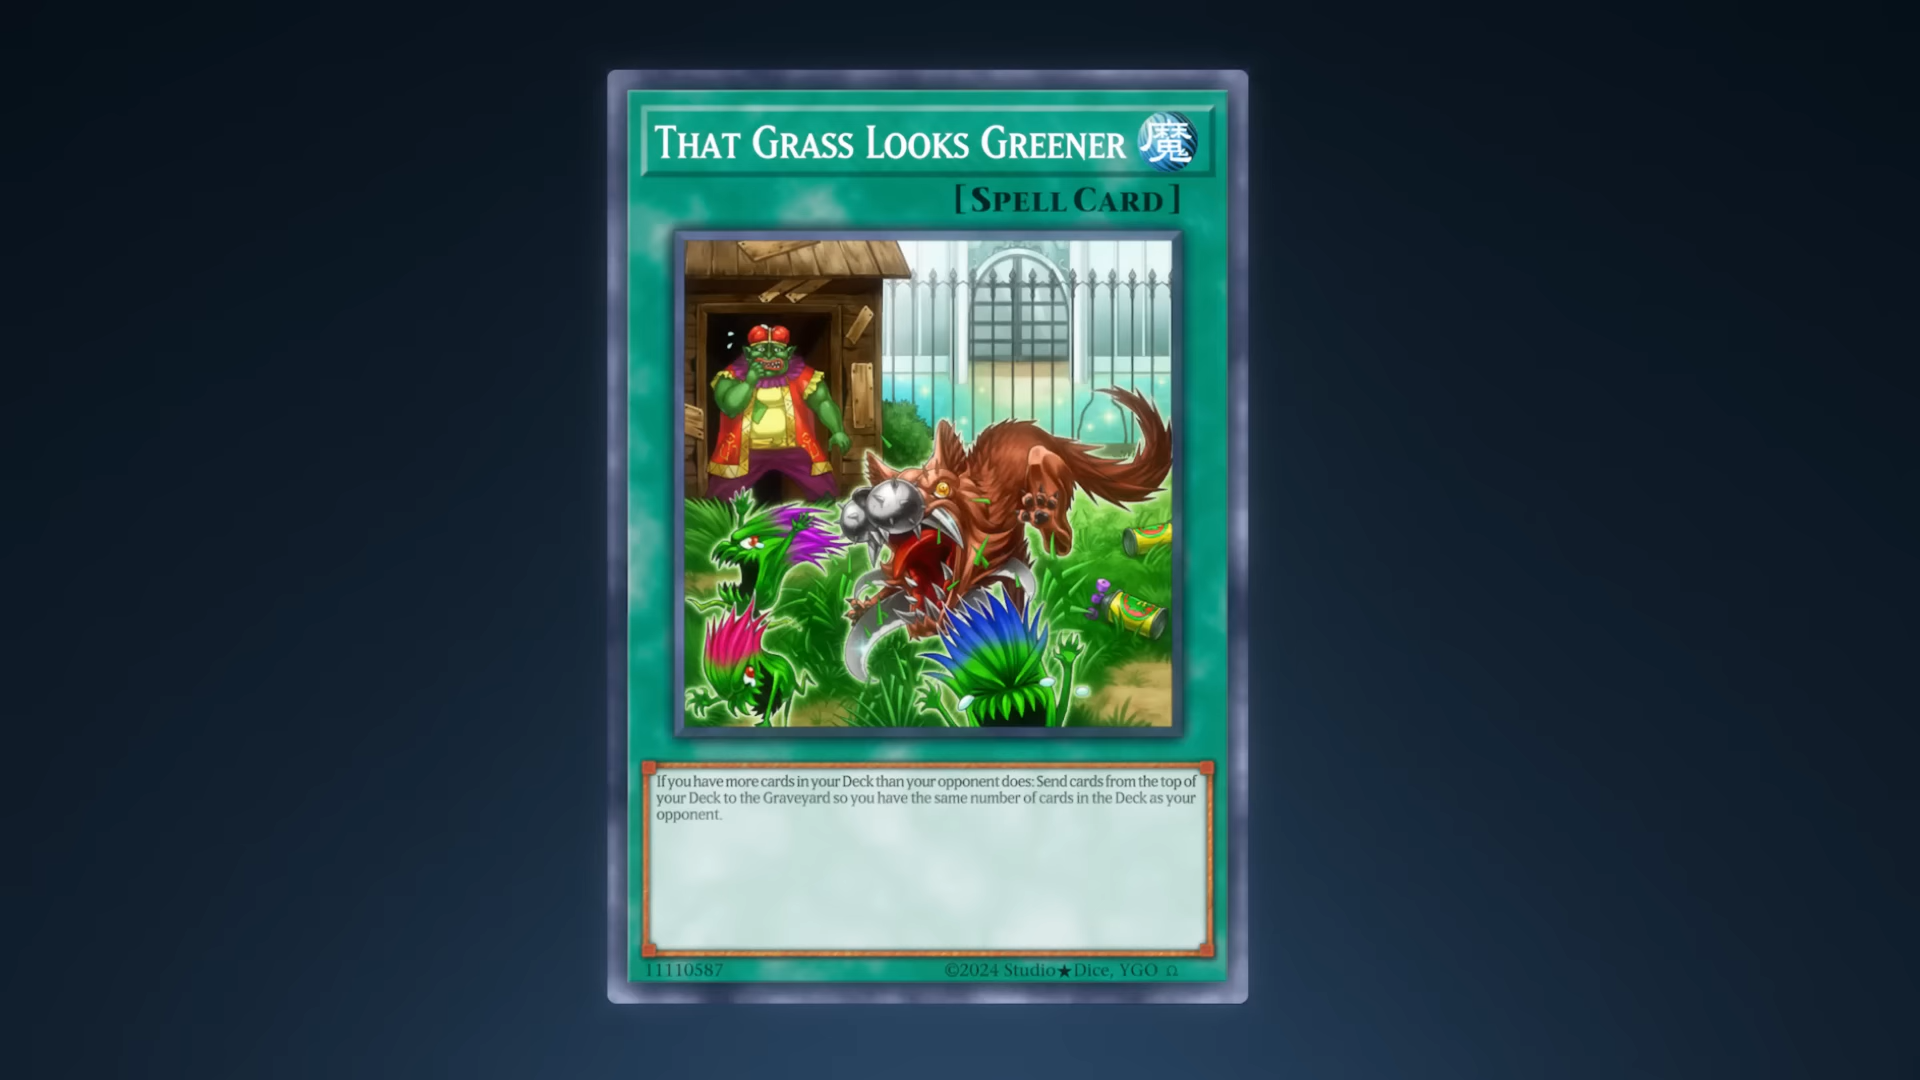 THAT GRASS LOOKS GREENER 魔
[SPELL CARD]
If you have more cards in your Deck than your opponent does: Send cards from the top of
your Deck to the Graveyard so you have the same number of cards in the Deck as your
opponent.
11110587 ©2024 Studio★Dice, YGO Ω